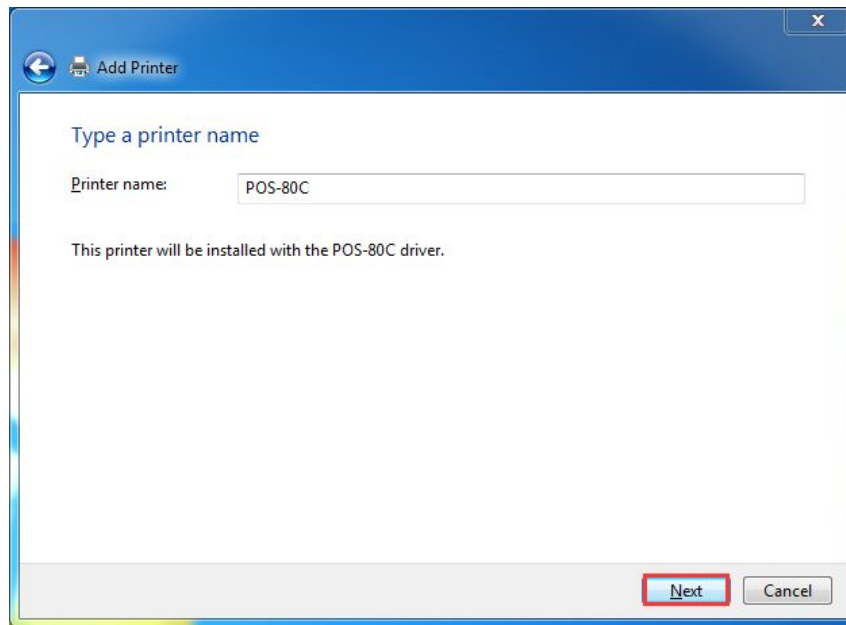 x
Add Printer
Type a printer name
Printer name: POS-80C
This printer will be installed with the POS-80C driver.
Next Cancel